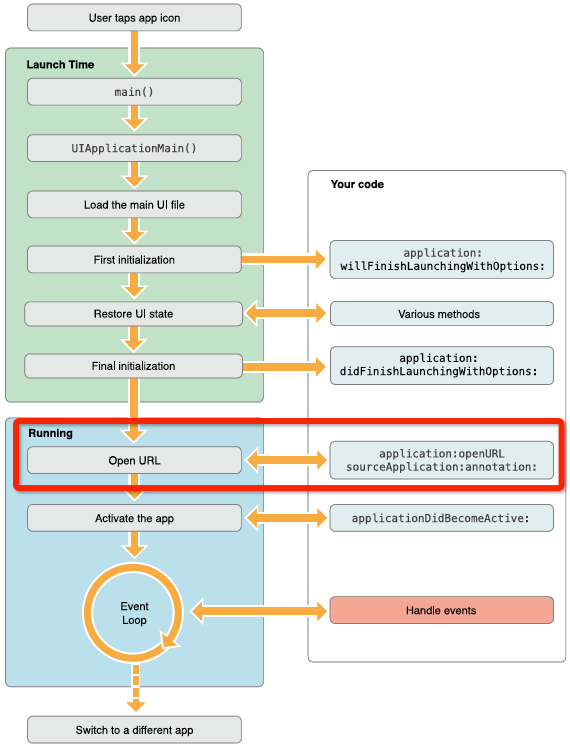 User taps app icon
Launch Time
main()
UIApplicationMain()
Your code
Load the main UI file
First initialization
application:
willFinishLaunchingWithOptions:
Restore UI state
Various methods
Final initialization
application:
didFinishLaunchingWithOptions:
Running
Open URL
application:openURL
sourceApplication:annotation:
Activate the app
applicationDidBecomeActive:
Event
Loop
Handle events
Switch to a different app